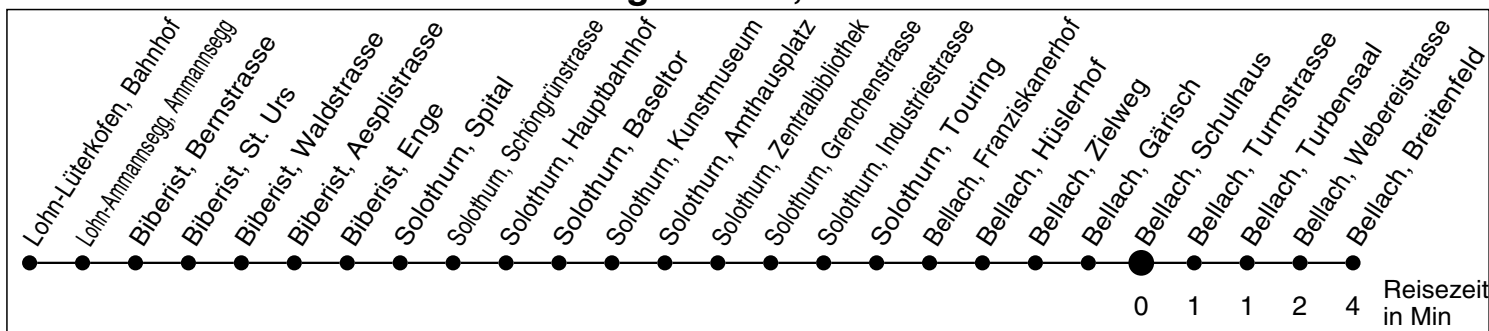 Lohn-Lüterkofen, Bahnhof
Lohn-Ammannsegg, Ammannsegg
Biberist, Bernstrasse
Biberist, St. Urs
Biberist, Waldstrasse
Biberist, Aesplistrasse
Biberist, Enge
Solothurn, Spital
Solothurn, Schöngrünstrasse
Solothurn, Hauptbahnhof
Solothurn, Baseltor
Solothurn, Kunstmuseum
Solothurn, Amthausplatz
Solothurn, Zentralbibliothek
Solothurn, Grenchenstrasse
Solothurn, Industriestrasse
Solothurn, Touring
Bellach, Franziskanerhof
Bellach, Hüslerhof
Bellach, Zielweg
Bellach, Gärisch
Bellach, Schulhaus
Bellach, Turmstrasse
Bellach, Turbensaal
Bellach, Webereistrasse
Bellach, Breitenfeld
0 1 1 2 4 Reisezeit
in Min